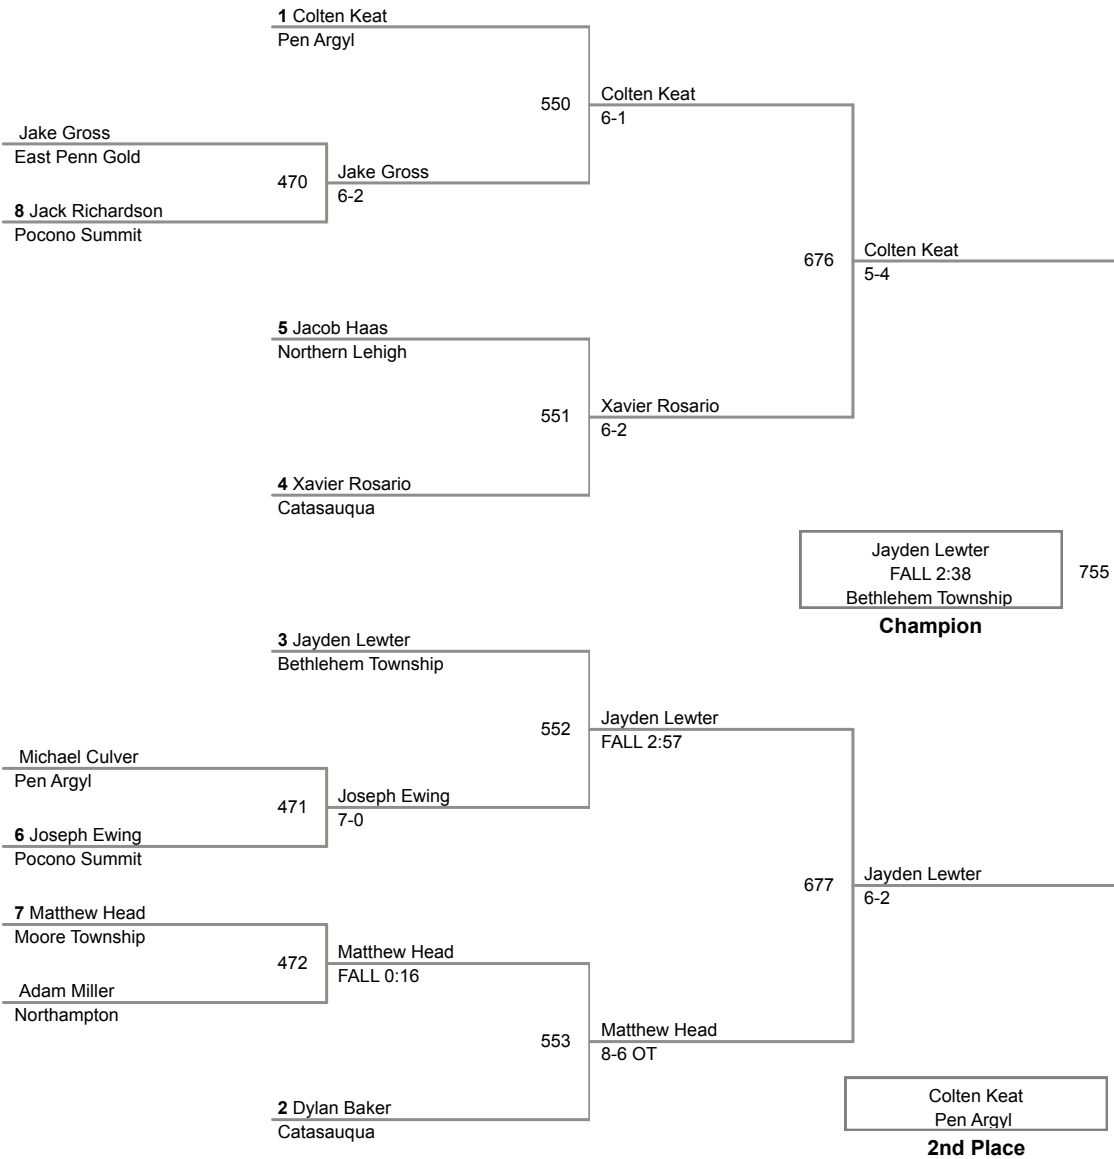 1 Colten Keat
Pen Argyl
550
Colten Keat
6-1
Jake Gross
East Penn Gold
470
Jake Gross
6-2
8 Jack Richardson
Pocono Summit
676
Colten Keat
5-4
5 Jacob Haas
Northern Lehigh
551
Xavier Rosario
6-2
4 Xavier Rosario
Catasauqua
Jayden Lewter
FALL 2:38
Bethlehem Township
755
Champion
3 Jayden Lewter
Bethlehem Township
552
Jayden Lewter
FALL 2:57
Michael Culver
Pen Argyl
471
Joseph Ewing
7-0
6 Joseph Ewing
Pocono Summit
677
Jayden Lewter
6-2
7 Matthew Head
Moore Township
472
Matthew Head
FALL 0:16
Adam Miller
Northampton
553
Matthew Head
8-6 OT
2 Dylan Baker
Catasauqua
Colten Keat
Pen Argyl
2nd Place